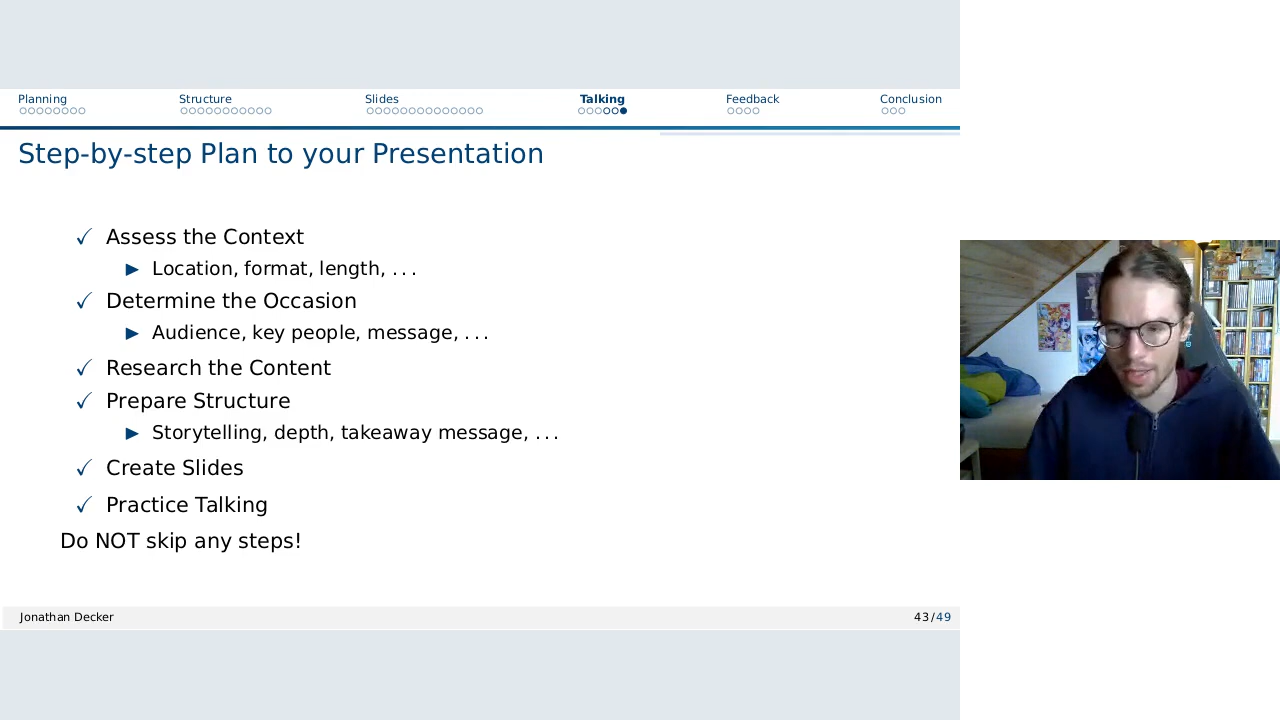 Planning
Structure
Slides
Talking
Feedback
Conclusion
Step-by-step Plan to your Presentation
✓ Assess the Context
▶ Location, format, length, . . .
✓ Determine the Occasion
▶ Audience, key people, message, . . .
✓ Research the Content
✓ Prepare Structure
▶ Storytelling, depth, takeaway message, . . .
✓ Create Slides
✓ Practice Talking
Do NOT skip any steps!
Jonathan Decker
43/49